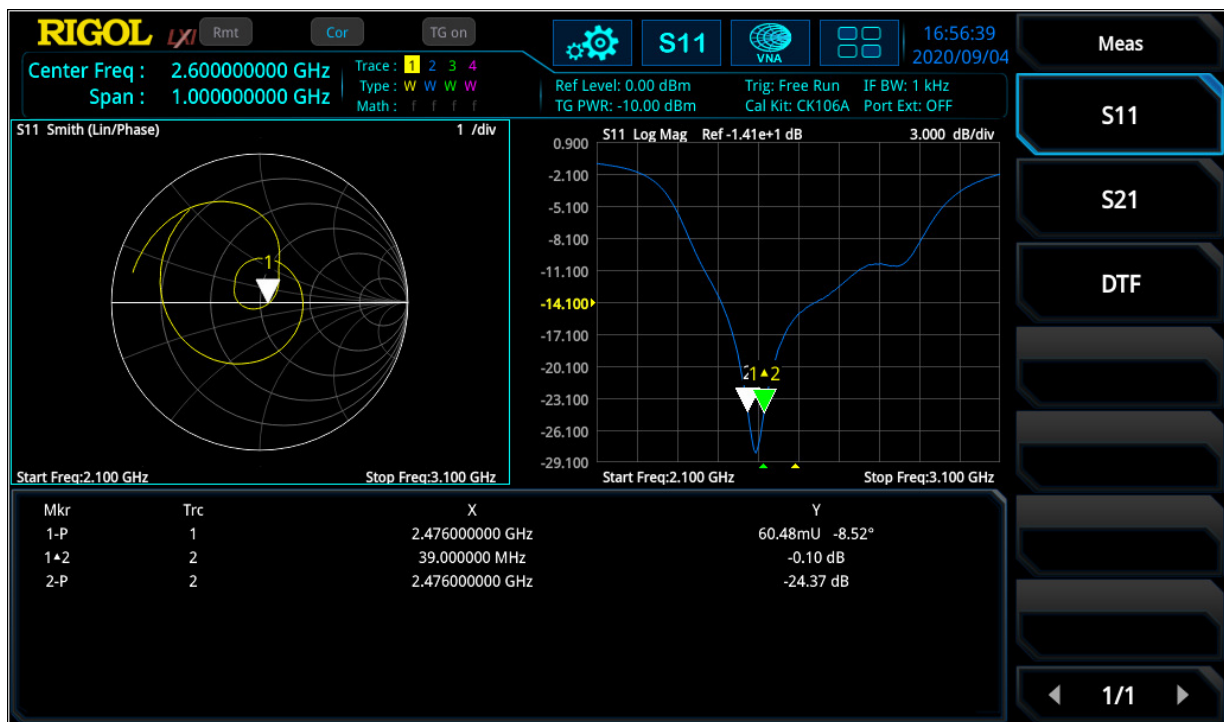 RIGOL LXI Rmt Cor TG on S11 VNA 16:56:39
2020/09/04
Center Freq : 2.600000000 GHz
Span : 1.000000000 GHz
Trace : 1 2 3 4
Type : W W W W
Math : f f f f
Ref Level: 0.00 dBm Trig: Free Run IF BW: 1 kHz
TG PWR: -10.00 dBm Cal Kit: CK106A Port Ext: OFF
S11 Smith (Lin/Phase) 1 /div
1
Start Freq:2.100 GHz Stop Freq:3.100 GHz
S11 Log Mag Ref -1.41e+1 dB 3.000 dB/div
0.900
-2.100
-5.100
-8.100
-11.100
-14.100
-17.100
-20.100
-23.100
-26.100
-29.100
21▲2
Start Freq:2.100 GHz Stop Freq:3.100 GHz
Mkr Trc X Y
1-P 1 2.476000000 GHz 60.48mU -8.52°
1▲2 2 39.000000 MHz -0.10 dB
2-P 2 2.476000000 GHz -24.37 dB
Meas
S11
S21
DTF
1/1